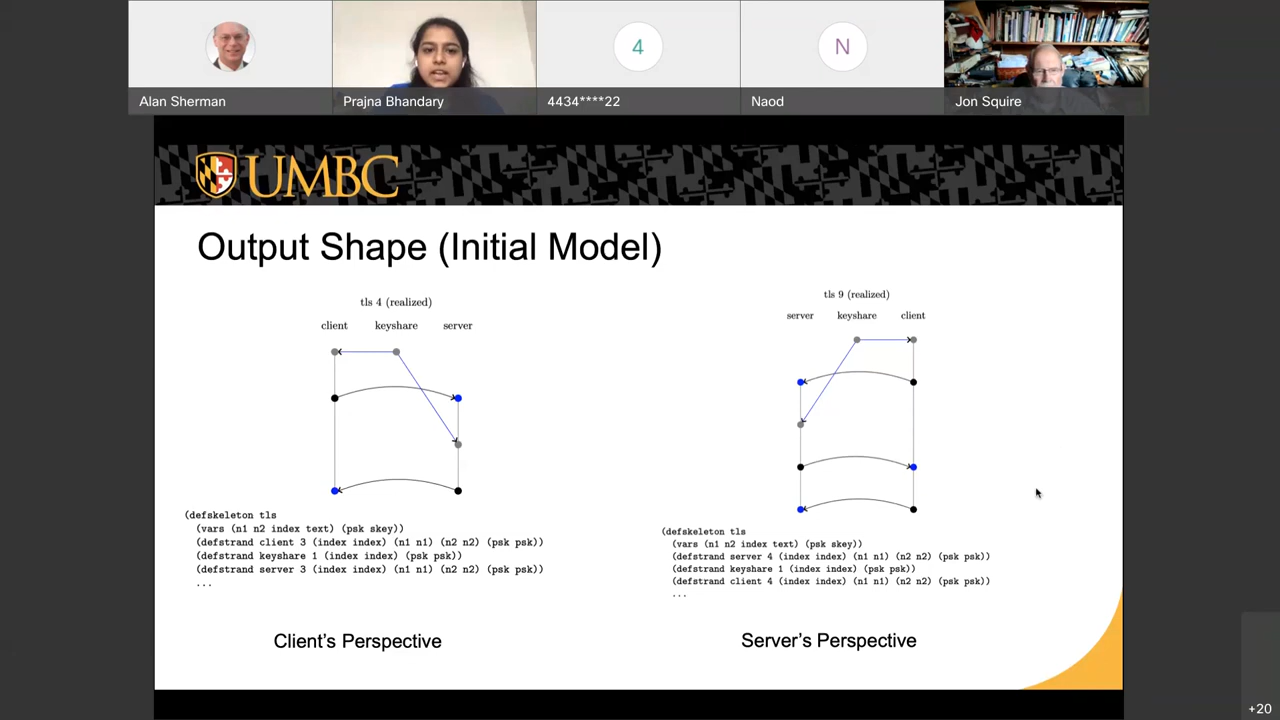 Alan Sherman
Prajna Bhandary
4
4434****22
N
Naod
Jon Squire
UMBC
Output Shape (Initial Model)
tls 4 (realized)
client keyshare server
(defskeleton tls
(vars (n1 n2 index text) (psk skey))
(defstrand client 3 (index index) (n1 n1) (n2 n2) (psk psk))
(defstrand keyshare 1 (index index) (psk psk))
(defstrand server 3 (index index) (n1 n1) (n2 n2) (psk psk))
...
Client's Perspective
tls 9 (realized)
server keyshare client
(defskeleton tls
(vars (n1 n2 index text) (psk skey))
(defstrand server 4 (index index) (n1 n1) (n2 n2) (psk psk))
(defstrand keyshare 1 (index index) (psk psk))
(defstrand client 4 (index index) (n1 n1) (n2 n2) (psk psk))
...
Server's Perspective
+20